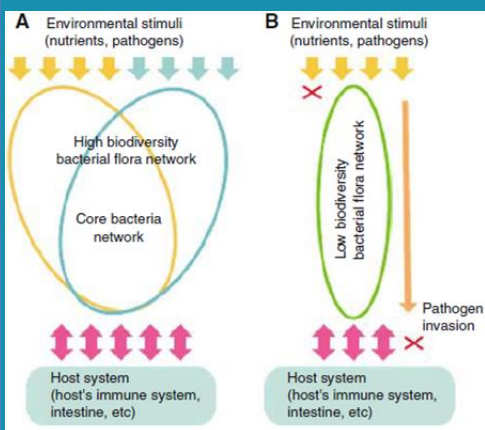 A
Environmental stimuli
(nutrients, pathogens)
High biodiversity
bacterial flora network
Core bacteria
network
Host system
(host's immune system,
intestine, etc)
B
Environmental stimuli
(nutrients, pathogens)
Low biodiversity
bacterial flora network
Pathogen
invasion
Host system
(host's immune system,
intestine, etc)